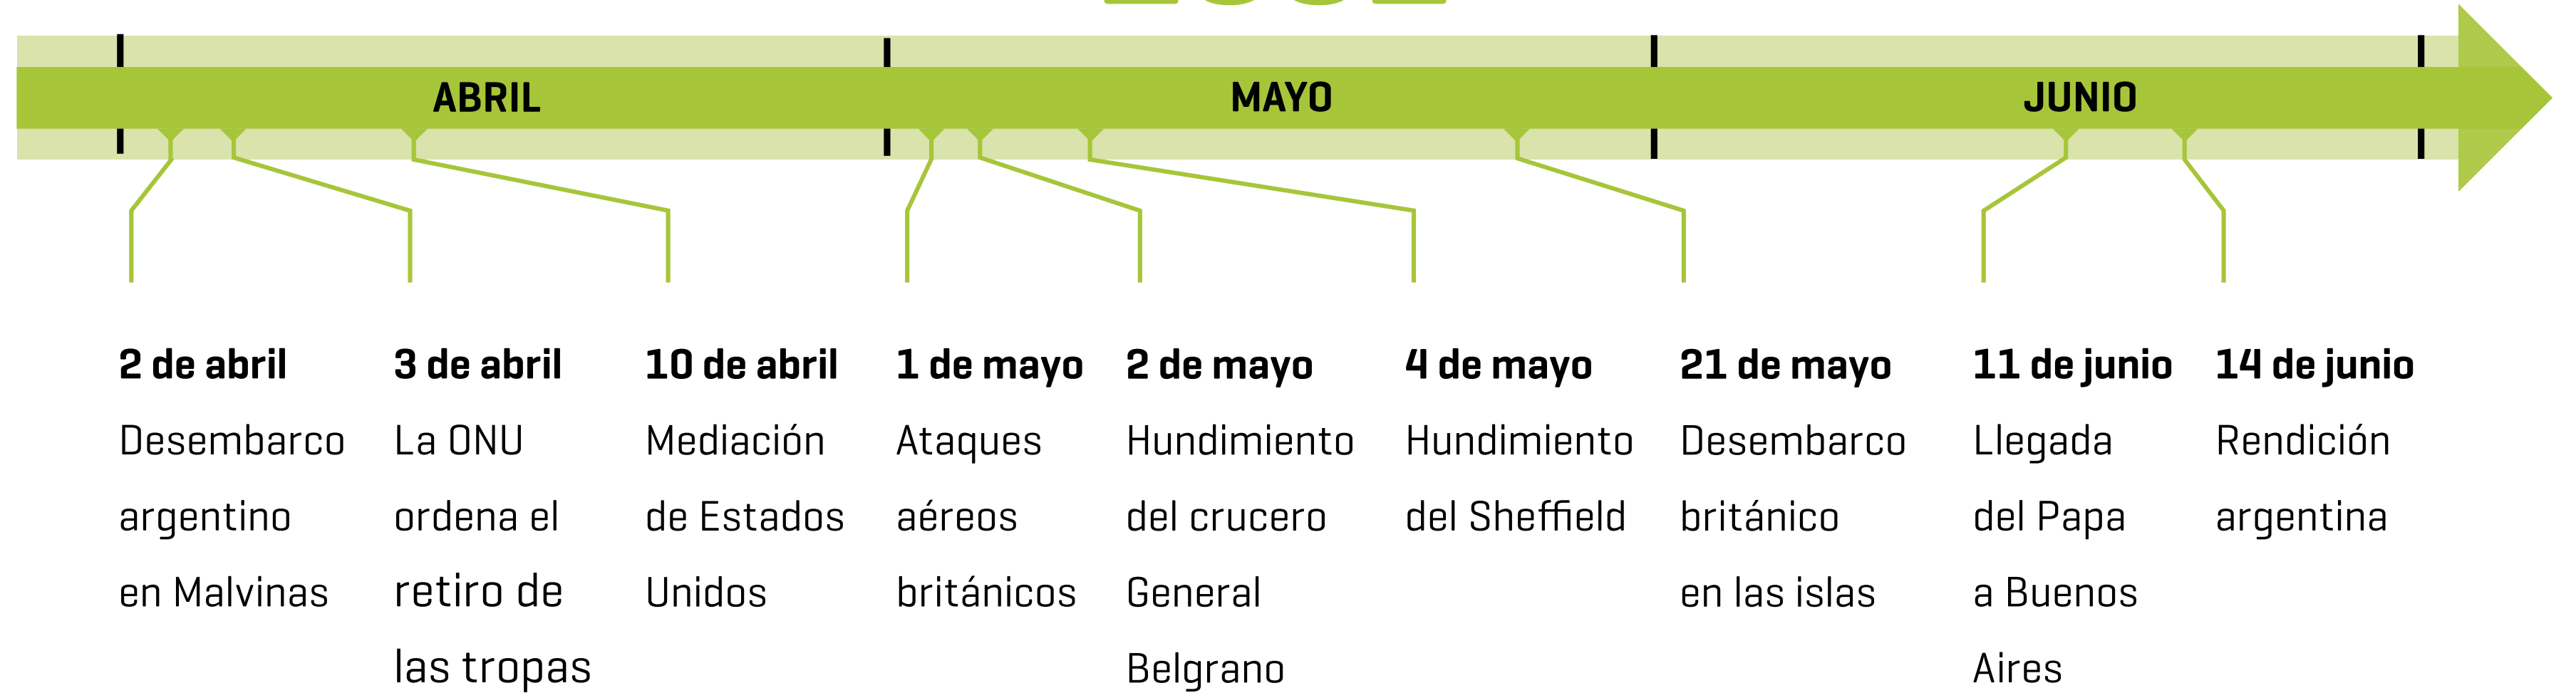 ABRIL
MAYO
JUNIO
2 de abril
Desembarco
argentino
en Malvinas
3 de abril
La ONU
ordena el
retiro de
las tropas
10 de abril
Mediación
de Estados
Unidos
1 de mayo
Ataques
aéreos
británicos
2 de mayo
Hundimiento
del crucero
General
Belgrano
4 de mayo
Hundimiento
del Sheffield
21 de mayo
Desembarco
británico
en las islas
11 de junio
Llegada
del Papa
a Buenos
Aires
14 de junio
Rendición
argentina